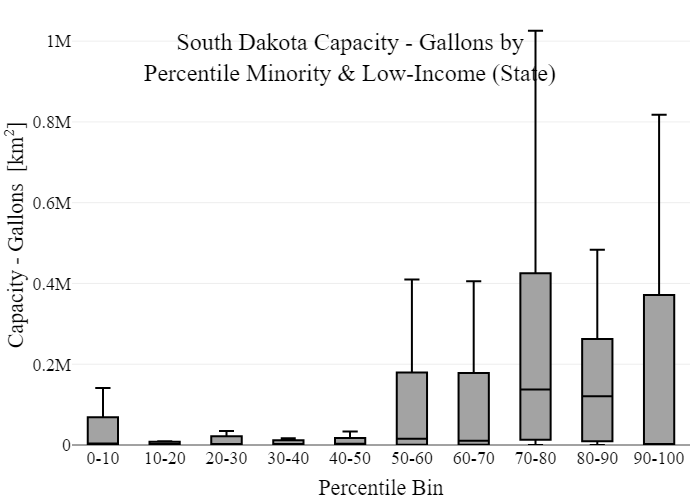 South Dakota Capacity - Gallons by
Percentile Minority & Low-Income (State)
Capacity - Gallons [km²]
1M
0.8M
0.6M
0.4M
0.2M
0
0-10 10-20 20-30 30-40 40-50 50-60 60-70 70-80 80-90 90-100
Percentile Bin